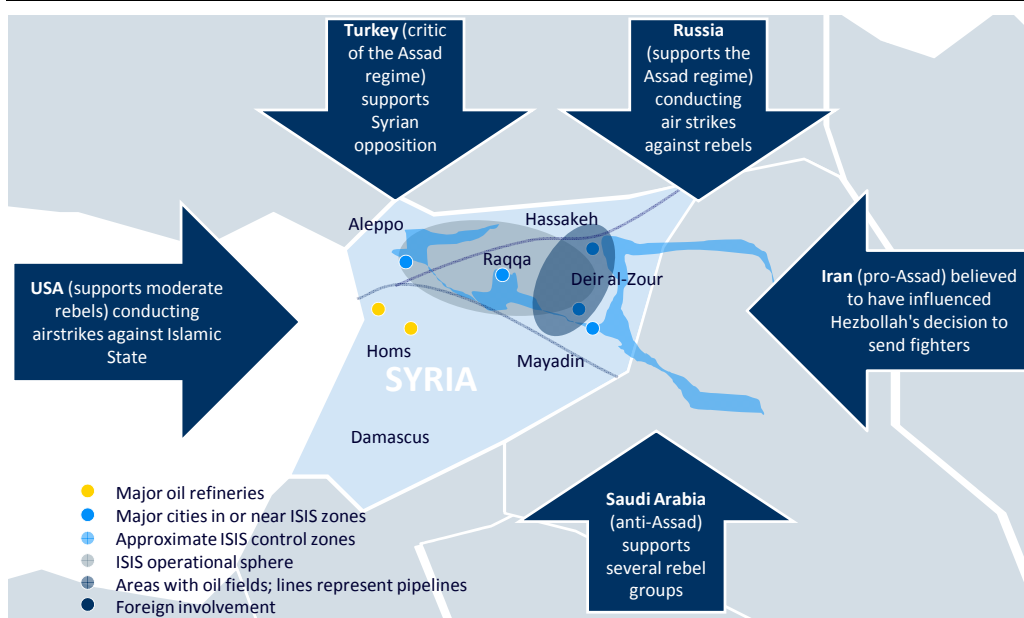 Turkey (critic
of the Assad
regime)
supports
Syrian
opposition
Russia
(supports the
Assad regime)
conducting
air strikes
against rebels
Aleppo
Hassakeh
Raqqa
Deir al-Zour
USA (supports moderate
rebels) conducting
airstrikes against Islamic
State
Iran (pro-Assad) believed
to have influenced
Hezbollah's decision to
send fighters
Homs
Mayadin
SYRIA
Damascus
Major oil refineries
Major cities in or near ISIS zones
Approximate ISIS control zones
ISIS operational sphere
Areas with oil fields; lines represent pipelines
Foreign involvement
Saudi Arabia
(anti-Assad)
supports
several rebel
groups